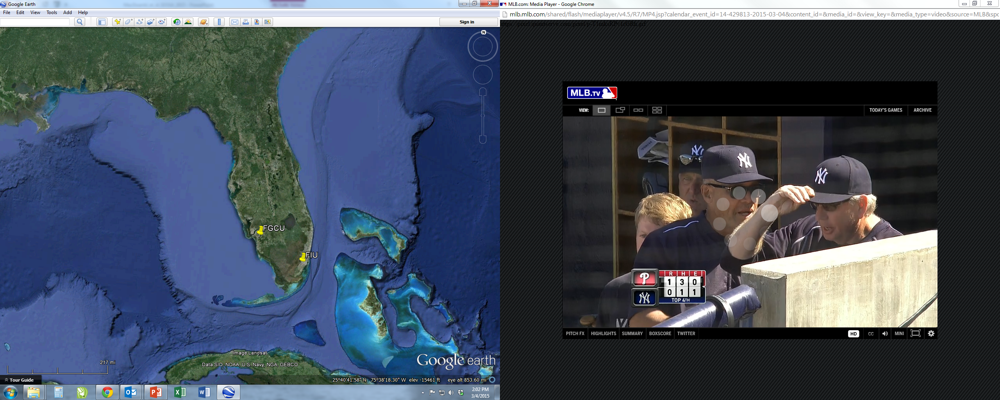 Google Earth
File Edit View Tools Add Help
Sign in
N
FGCU
FIU
217 mi
Image Landsat
Data SIO, NOAA, U.S. Navy, NGA, GEBCO
Google earth
25°40'41.58" N 75°38'18.30" W elev -15461 ft eye alt 853.60 mi
Tour Guide
2:02 PM
3/4/2015
MLB.com: Media Player - Google Chrome
mlb.mlb.com/shared/flash/mediaplayer/v4.5/R7/MP4.jsp?calendar_event_id=14-429813-2015-03-04&content_id=&media_id=&view_key=&media_type=video&source=MLB&spo
MLB.TV
VIEW:
TODAY'S GAMES ARCHIVE
NY
NY
NY
R H E
P 1 3 0
NY 0 1 1
TOP 4TH
PITCH FX HIGHLIGHTS SUMMARY BOXSCORE TWITTER
HD CC MINI